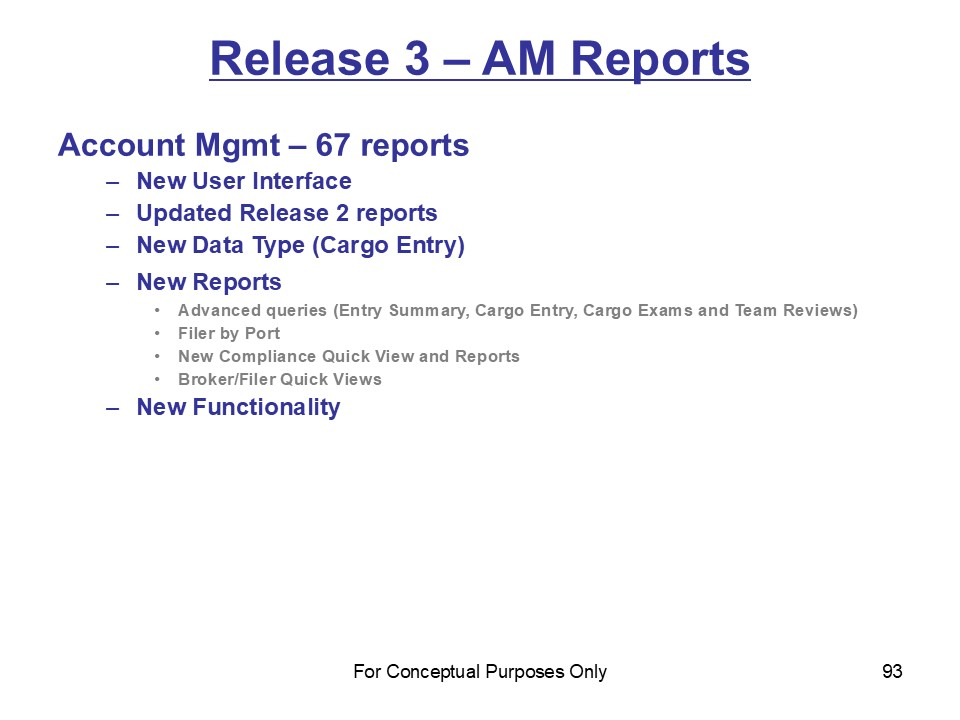 Release 3 – AM Reports
Account Mgmt – 67 reports
– New User Interface
– Updated Release 2 reports
– New Data Type (Cargo Entry)
– New Reports
• Advanced queries (Entry Summary, Cargo Entry, Cargo Exams and Team Reviews)
• Filer by Port
• New Compliance Quick View and Reports
• Broker/Filer Quick Views
– New Functionality
For Conceptual Purposes Only
93